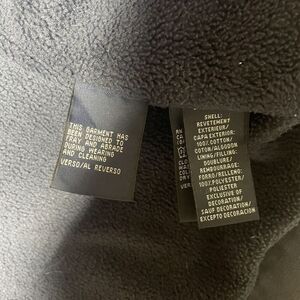 THIS GARMENT HAS
BEEN DESIGNED TO
FRAY AND ABRADE
DURING WEARING
AND CLEANING
VERSO/AL REVERSO
SHELL:
REVETEMENT
EXTERIEUR/
CAPA EXTERIOR:
100% COTTON/
COTON/ALGODON
LINING/FILLING:
DOUBLURE/
REMBOURRAGE:
FORRO/RELLENO:
100% POLYESTER/
POLIESTER
EXCLUSIVE OF
DECORATION/
SAUF DECORATION/
EXCEPTO DECORACION